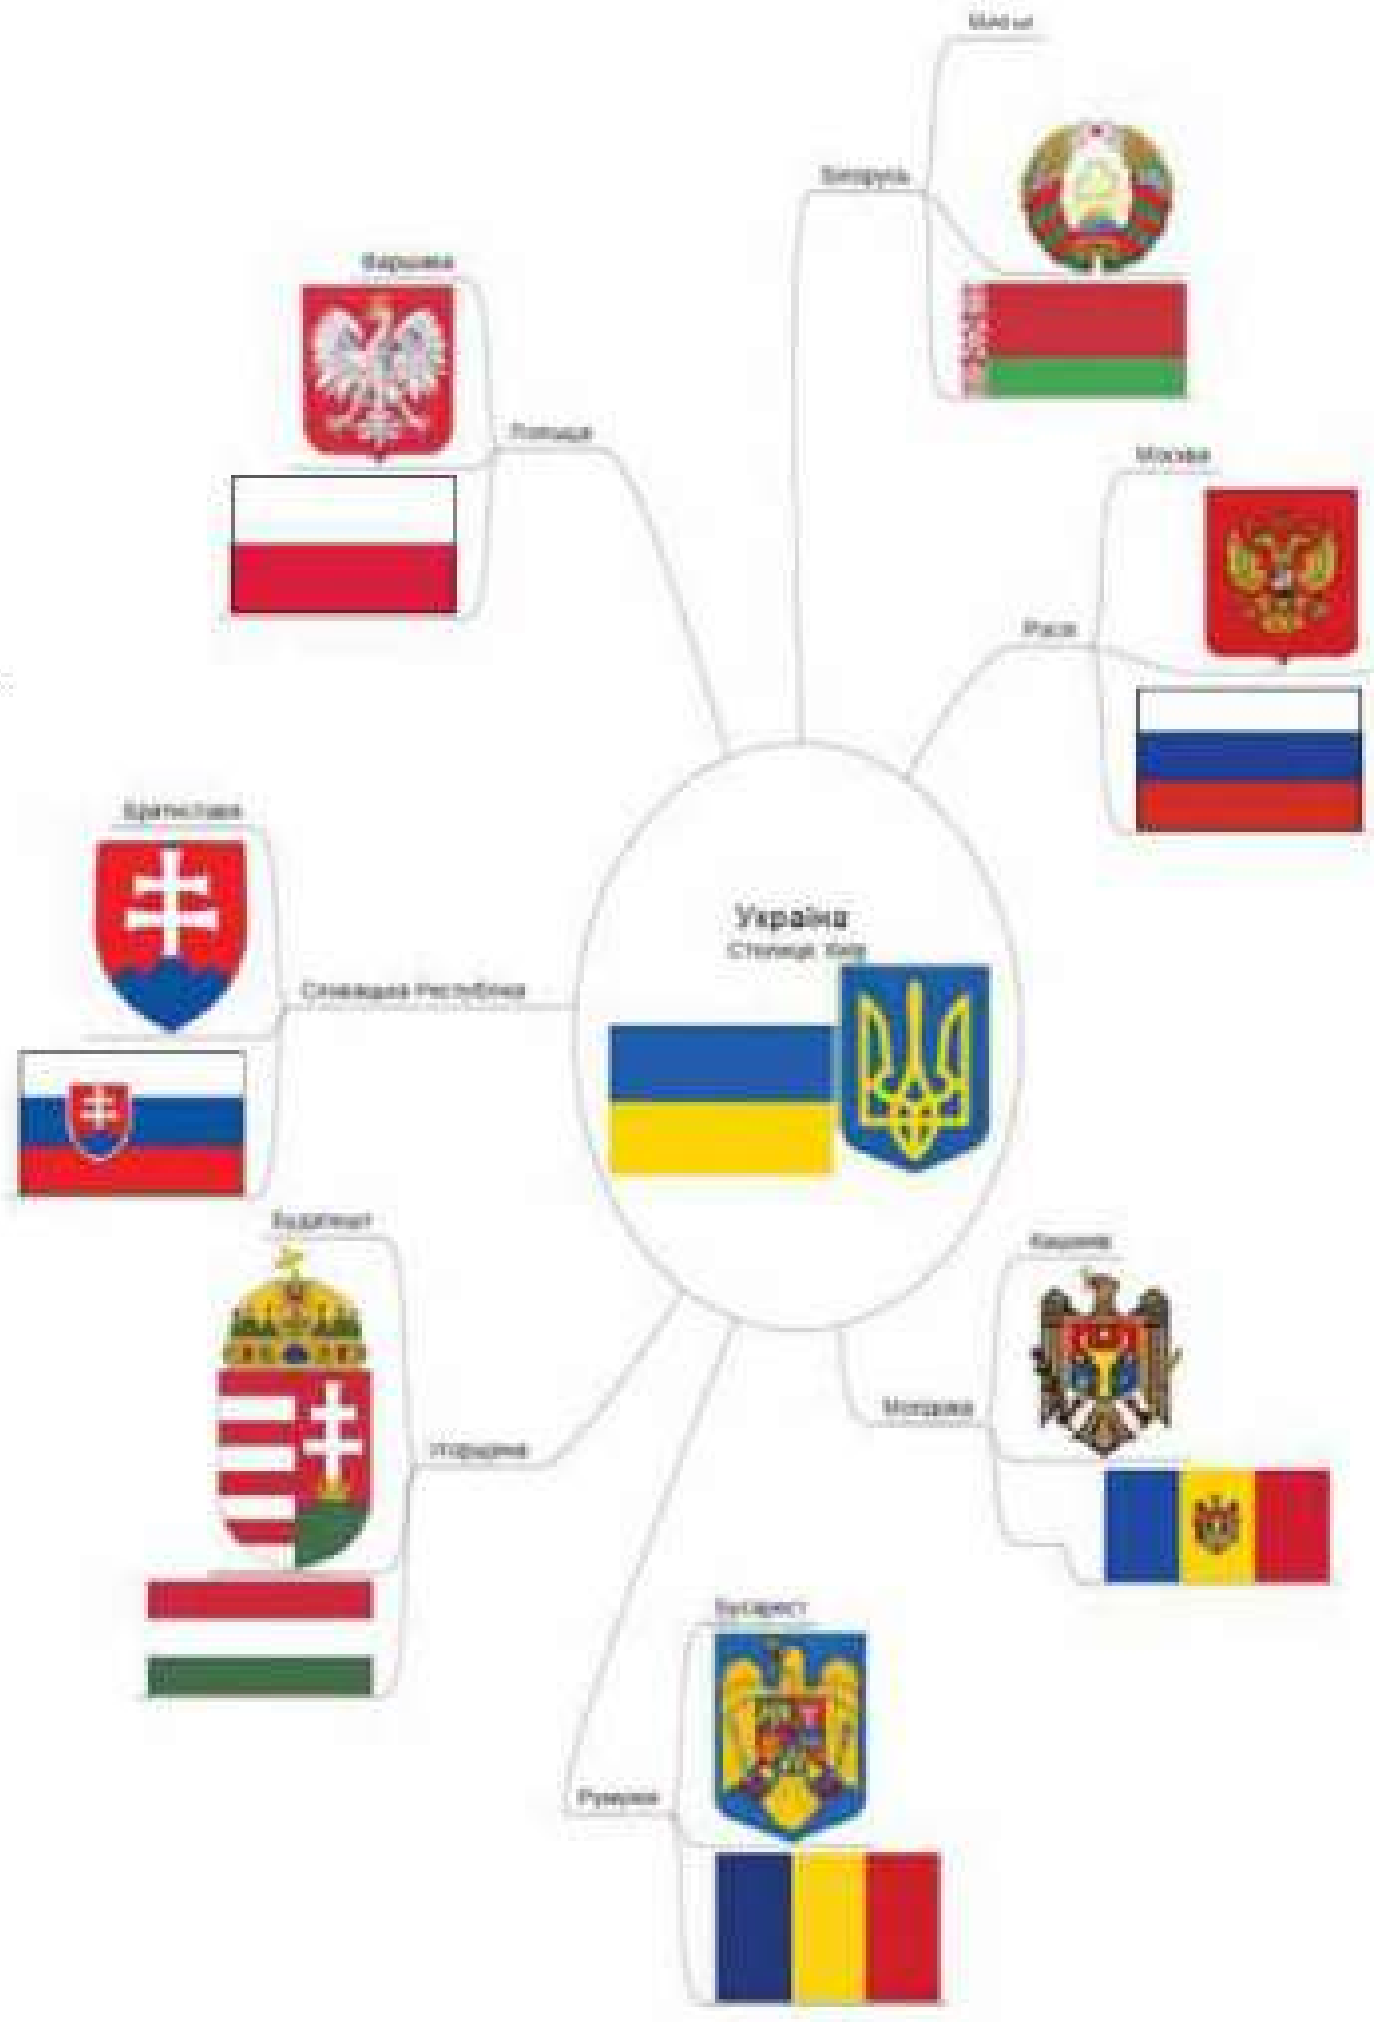 Мінськ
Білорусь
Варшава
Польща
Москва
Росія
Братислава
Словацька Республіка
Україна
Столиця Київ
Будапешт
Угорщина
Кишинів
Молдова
Бухарест
Румунія